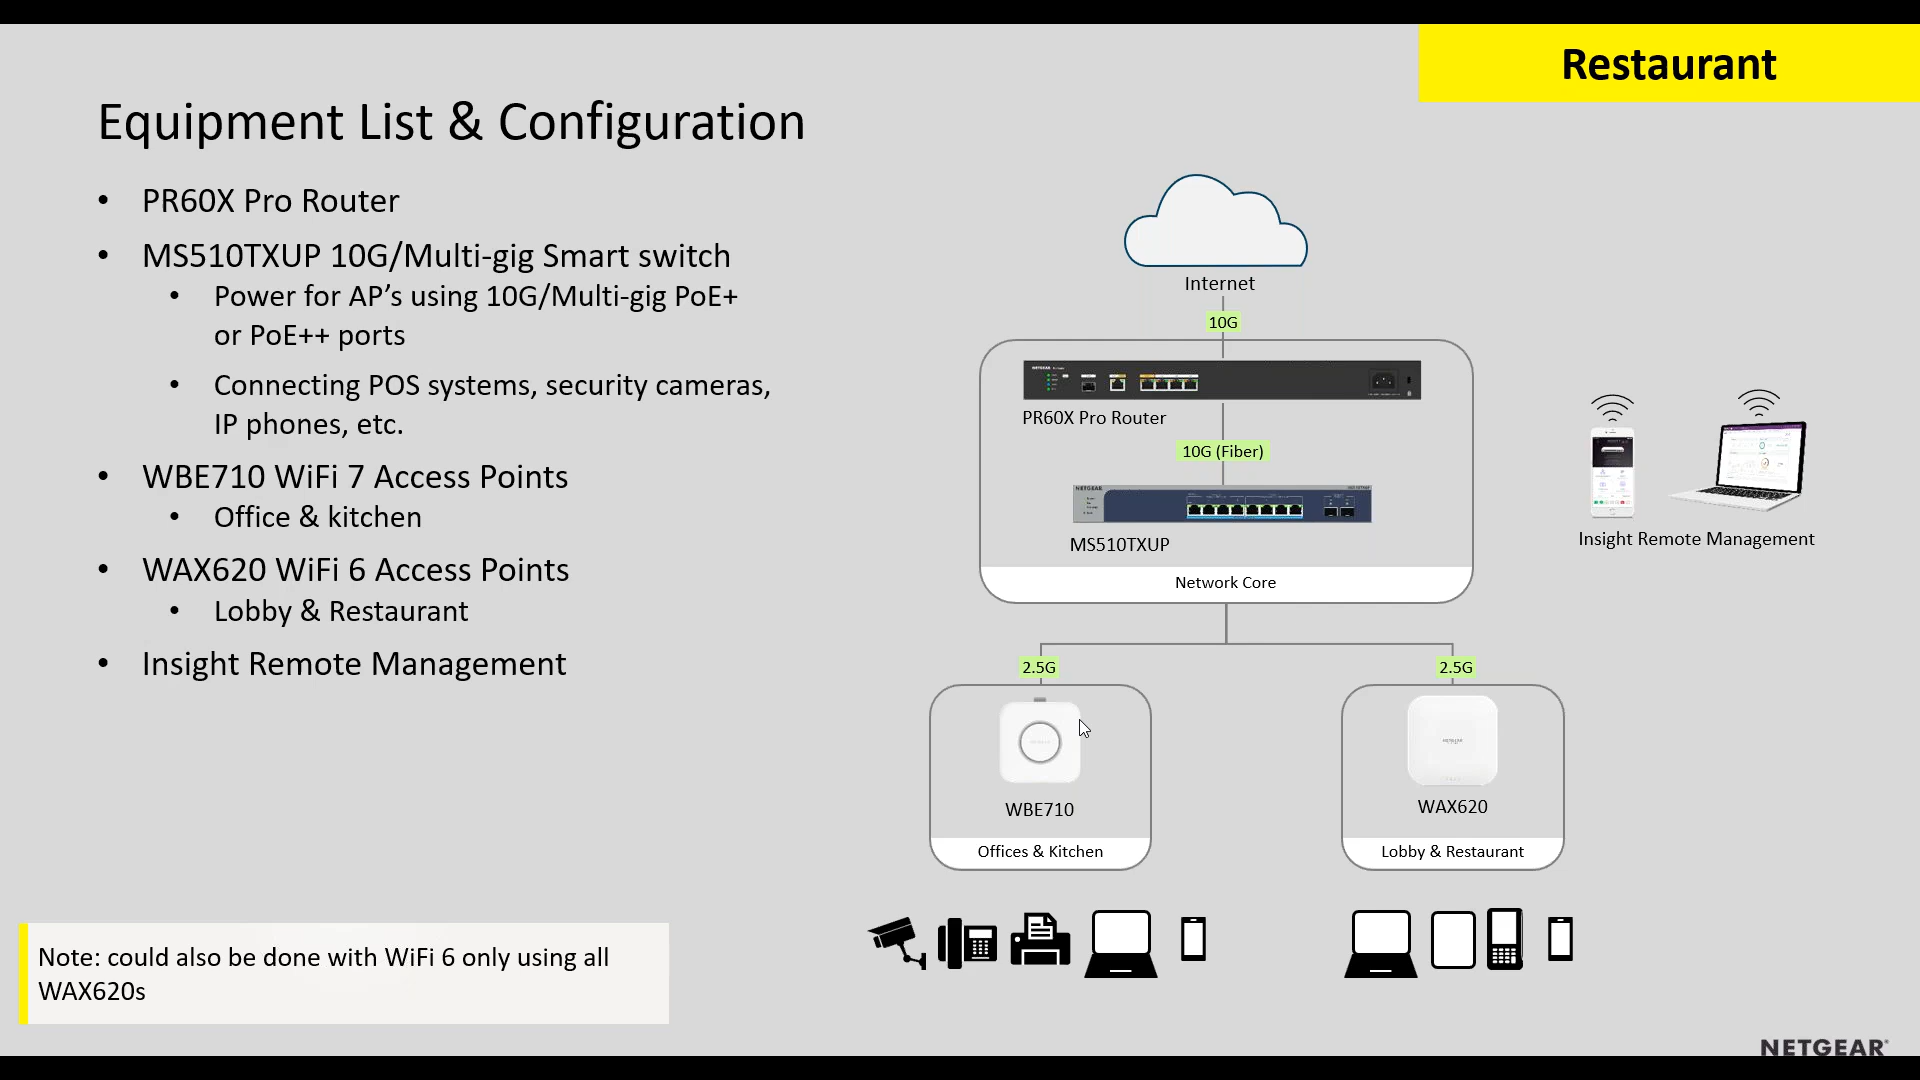 Restaurant
Equipment List & Configuration
• PR60X Pro Router
• MS510TXUP 10G/Multi-gig Smart switch
• Power for AP’s using 10G/Multi-gig PoE+
or PoE++ ports
• Connecting POS systems, security cameras,
IP phones, etc.
• WBE710 WiFi 7 Access Points
• Office & kitchen
• WAX620 WiFi 6 Access Points
• Lobby & Restaurant
• Insight Remote Management
Note: could also be done with WiFi 6 only using all
WAX620s
Internet
10G
NETGEAR
PR60X Pro Router
10G (Fiber)
NETGEAR
MS510TXUP
Network Core
Insight Remote Management
2.5G
2.5G
WBE710
Offices & Kitchen
NETGEAR
WAX620
Lobby & Restaurant
NETGEAR